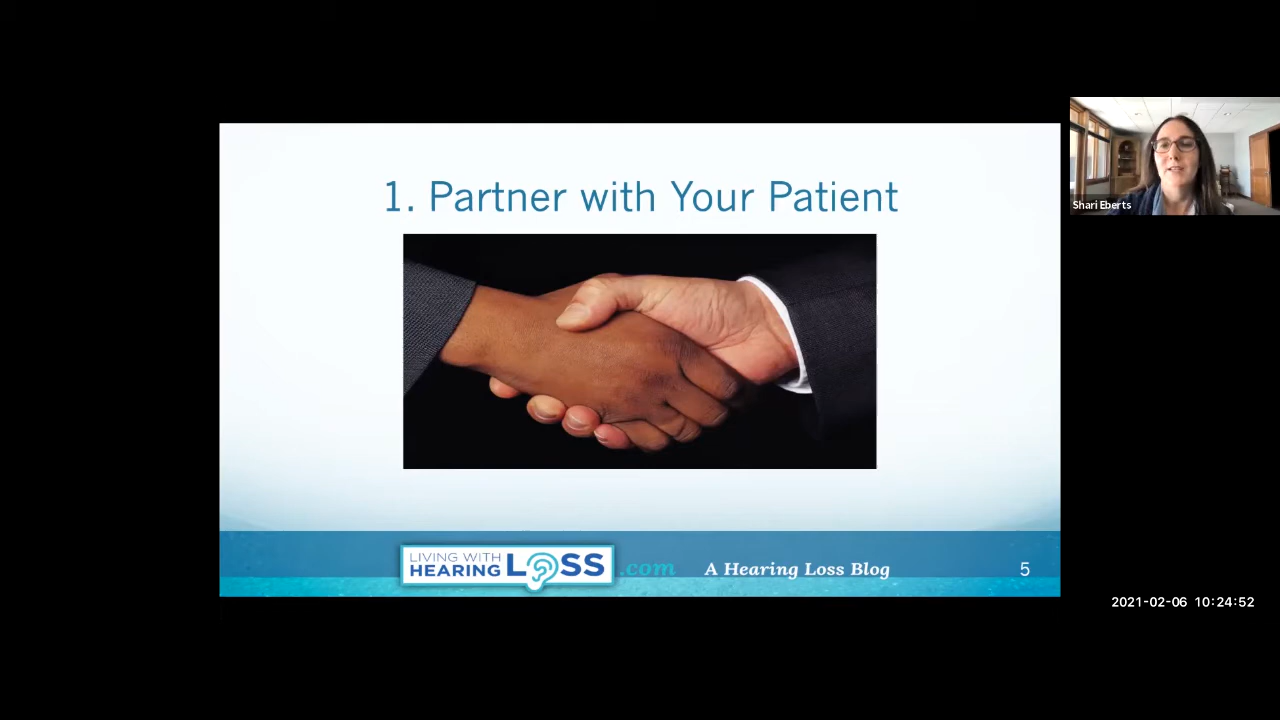 1. Partner with Your Patient
Shari Eberts
LIVING WITH
HEARING LOSS
.com
A Hearing Loss Blog
5
2021-02-06 10:24:52